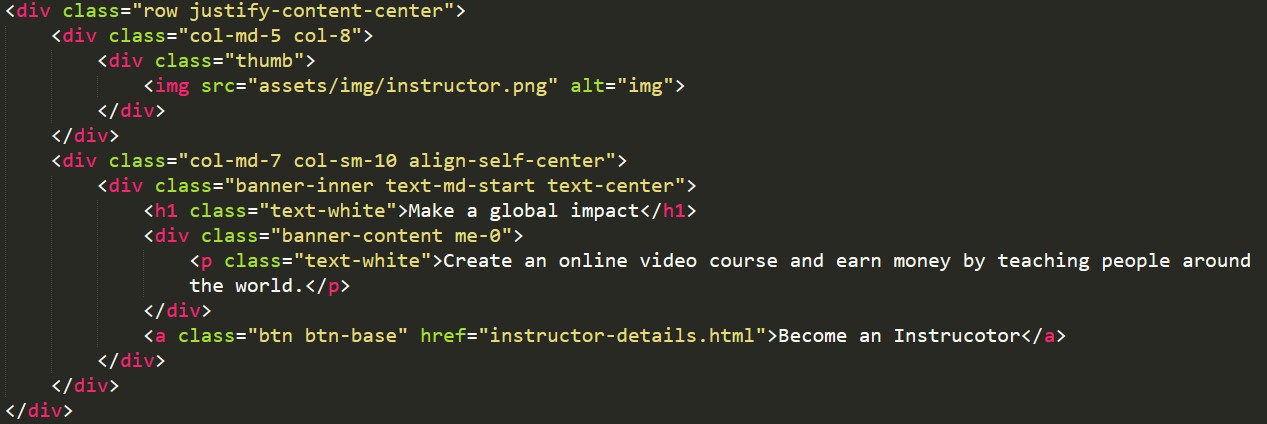 <div class="row justify-content-center">
    <div class="col-md-5 col-8">
        <div class="thumb">
            <img src="assets/img/instructor.png" alt="img">
        </div>
    </div>
    <div class="col-md-7 col-sm-10 align-self-center">
        <div class="banner-inner text-md-start text-center">
            <h1 class="text-white">Make a global impact</h1>
            <div class="banner-content me-0">
                <p class="text-white">Create an online video course and earn money by teaching people around
                the world.</p>
            </div>
            <a class="btn btn-base" href="instructor-details.html">Become an Instrucotor</a>
        </div>
    </div>
</div>